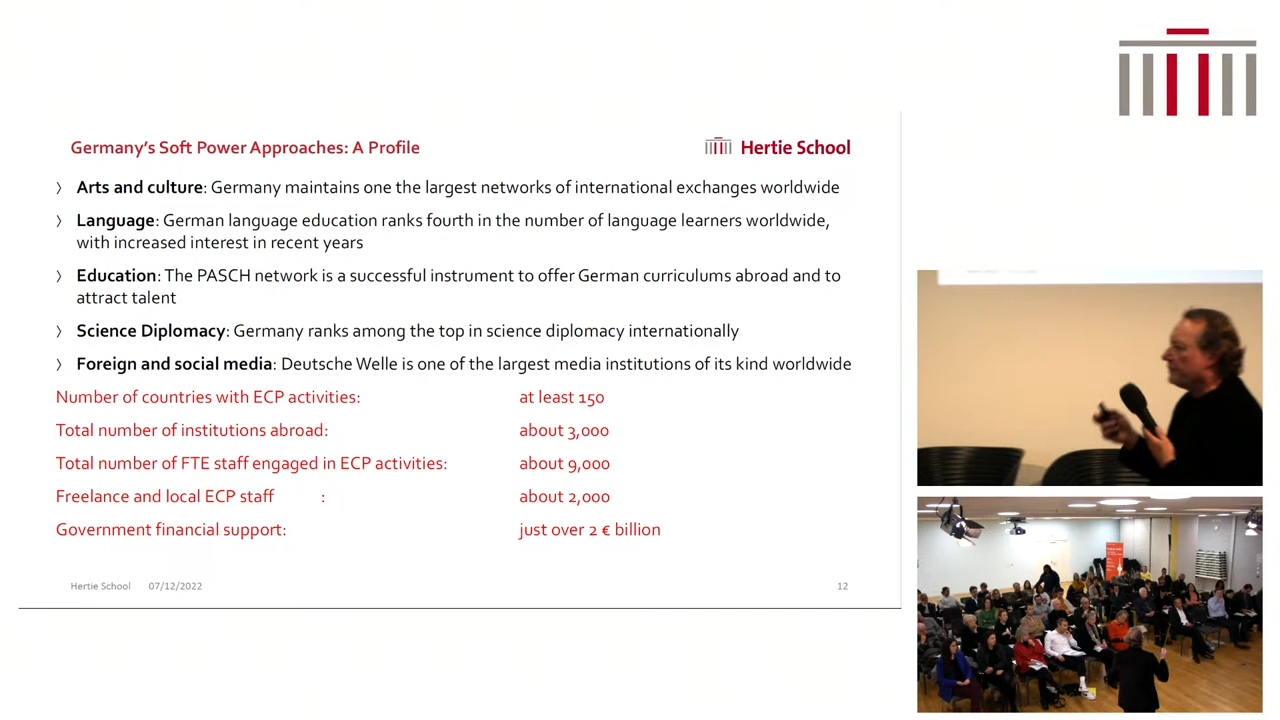 Germany's Soft Power Approaches: A Profile
Hertie School
〉 Arts and culture: Germany maintains one the largest networks of international exchanges worldwide
〉 Language: German language education ranks fourth in the number of language learners worldwide,
with increased interest in recent years
〉 Education: The PASCH network is a successful instrument to offer German curriculums abroad and to
attract talent
〉 Science Diplomacy: Germany ranks among the top in science diplomacy internationally
〉 Foreign and social media: Deutsche Welle is one of the largest media institutions of its kind worldwide
Number of countries with ECP activities: at least 150
Total number of institutions abroad: about 3,000
Total number of FTE staff engaged in ECP activities: about 9,000
Freelance and local ECP staff : about 2,000
Government financial support: just over 2 € billion
Hertie School 07/12/2022 12